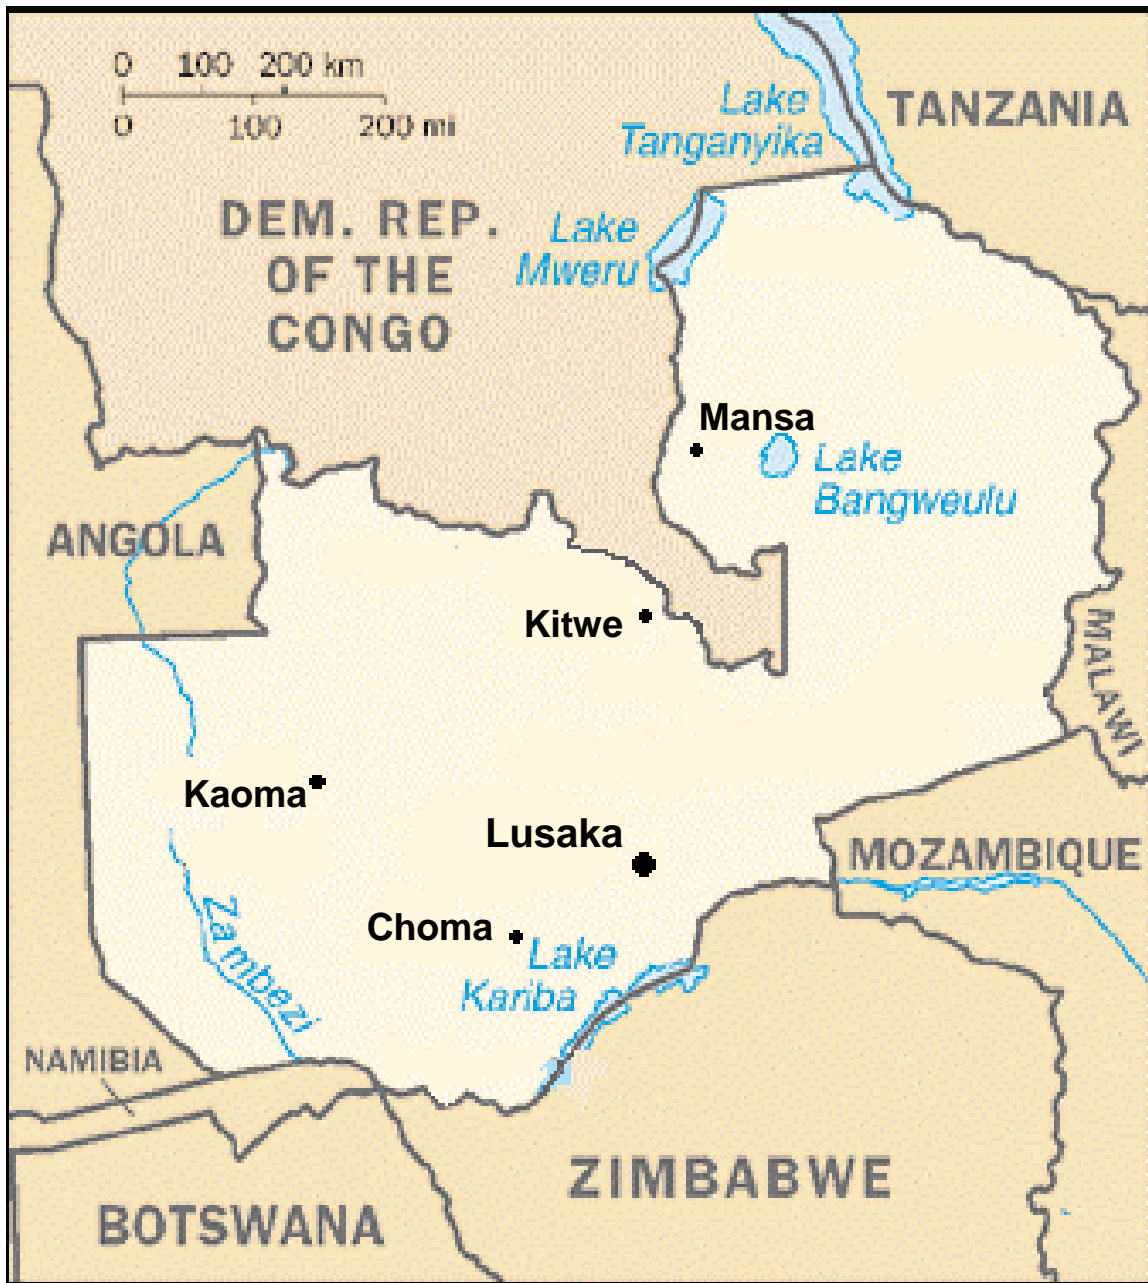 0 100 200 km
0 100 200 mi
Lake
Tanganyika
TANZANIA
DEM. REP.
OF THE
CONGO
Lake
Mweru
Mansa
Lake
Bangweulu
ANGOLA
Kitwe
MALAWI
Kaoma
Lusaka
MOZAMBIQUE
Zambezi
Choma
Lake
Kariba
NAMIBIA
ZIMBABWE
BOTSWANA